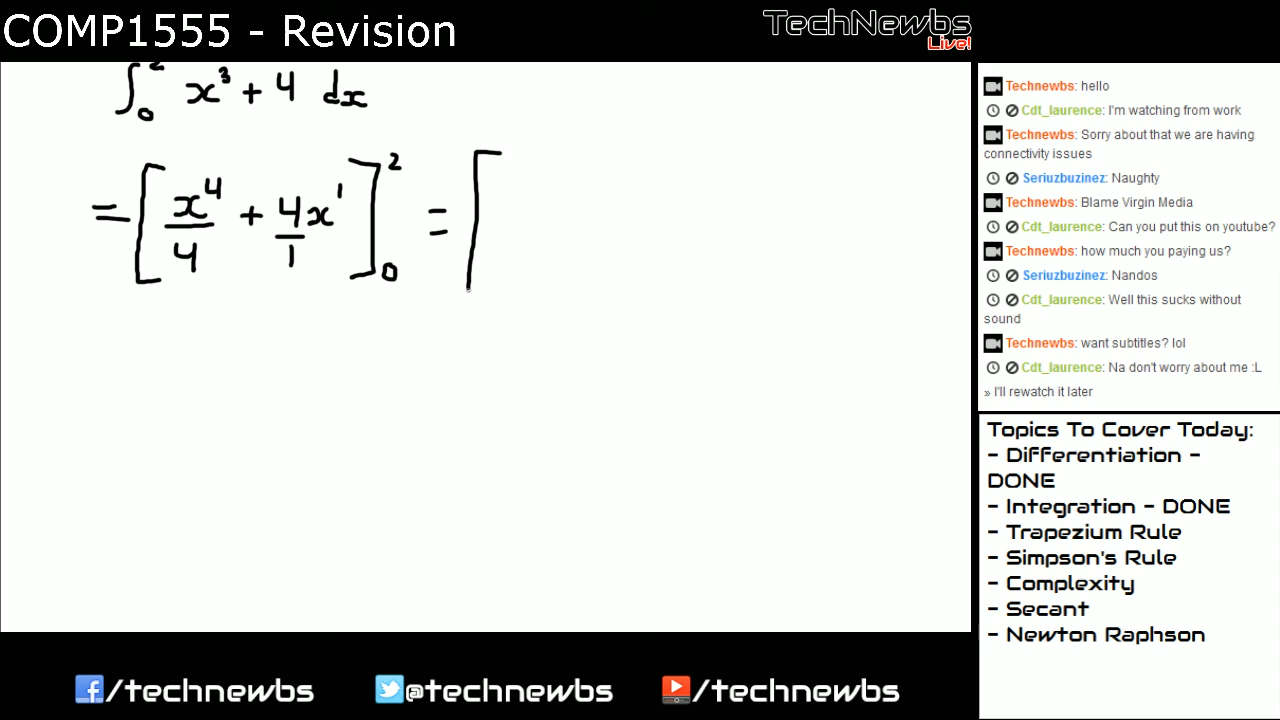 COMP1555 - Revision
TechNewbs
Live!
∫₀² x³ + 4 dx
= [x⁴/4 + 4x¹/1]₀² = [
Technewbs: hello
Cdt_laurence: I'm watching from work
Technewbs: Sorry about that we are having
connectivity issues
Seriuzbuzinez: Naughty
Technewbs: Blame Virgin Media
Cdt_laurence: Can you put this on youtube?
Technewbs: how much you paying us?
Seriuzbuzinez: Nandos
Cdt_laurence: Well this sucks without
sound
Technewbs: want subtitles? lol
Cdt_laurence: Na don't worry about me :L
» I'll rewatch it later
Topics To Cover Today:
- Differentiation -
DONE
- Integration - DONE
- Trapezium Rule
- Simpson's Rule
- Complexity
- Secant
- Newton Raphson
/technewbs
@technewbs
/technewbs